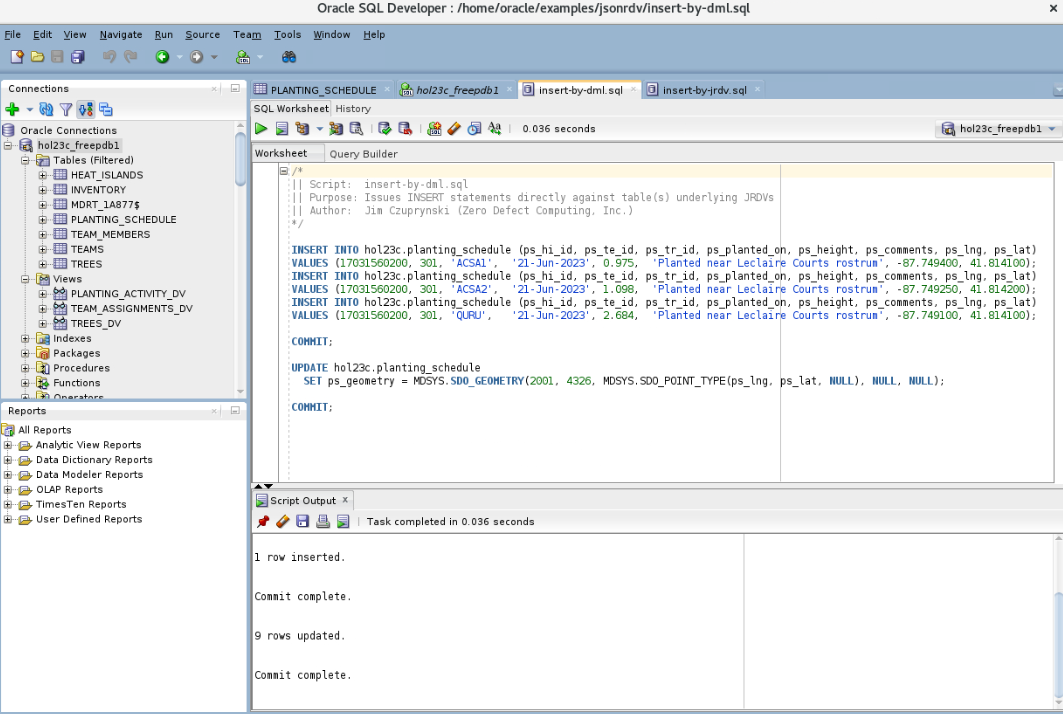 Oracle SQL Developer : /home/oracle/examples/jsonrdv/insert-by-dml.sql
File Edit View Navigate Run Source Team Tools Window Help
Connections
Oracle Connections
hol23c_freepdb1
Tables (Filtered)
HEAT_ISLANDS
INVENTORY
MDRT_1A877$
PLANTING_SCHEDULE
TEAM_MEMBERS
TEAMS
TREES
Views
PLANTING_ACTIVITY_DV
TEAM_ASSIGNMENTS_DV
TREES_DV
Indexes
Packages
Procedures
Functions
Operators
Reports
All Reports
Analytic View Reports
Data Dictionary Reports
Data Modeler Reports
OLAP Reports
TimesTen Reports
User Defined Reports
PLANTING_SCHEDULE hol23c_freepdb1 insert-by-dml.sql insert-by-jrdv.sql
SQL Worksheet History
0.036 seconds hol23c_freepdb1
Worksheet Query Builder
/*
|| Script:  insert-by-dml.sql
|| Purpose: Issues INSERT statements directly against table(s) underlying JRDVs
|| Author:  Jim Czuprynski (Zero Defect Computing, Inc.)
*/
INSERT INTO hol23c.planting_schedule (ps_hi_id, ps_te_id, ps_tr_id, ps_planted_on, ps_height, ps_comments, ps_lng, ps_lat)
VALUES (17031560200, 301, 'ACSA1',  '21-Jun-2023', 0.975,  'Planted near Leclaire Courts rostrum', -87.749400, 41.814100);
INSERT INTO hol23c.planting_schedule (ps_hi_id, ps_te_id, ps_tr_id, ps_planted_on, ps_height, ps_comments, ps_lng, ps_lat)
VALUES (17031560200, 301, 'ACSA2',  '21-Jun-2023', 1.098,  'Planted near Leclaire Courts rostrum', -87.749250, 41.814200);
INSERT INTO hol23c.planting_schedule (ps_hi_id, ps_te_id, ps_tr_id, ps_planted_on, ps_height, ps_comments, ps_lng, ps_lat)
VALUES (17031560200, 301, 'QURU',   '21-Jun-2023', 2.684,  'Planted near Leclaire Courts rostrum', -87.749100, 41.814000);
COMMIT;
UPDATE hol23c.planting_schedule
SET ps_geometry = MDSYS.SDO_GEOMETRY(2001, 4326, MDSYS.SDO_POINT_TYPE(ps_lng, ps_lat, NULL), NULL, NULL);
COMMIT;
Script Output
Task completed in 0.036 seconds
1 row inserted.
Commit complete.
9 rows updated.
Commit complete.